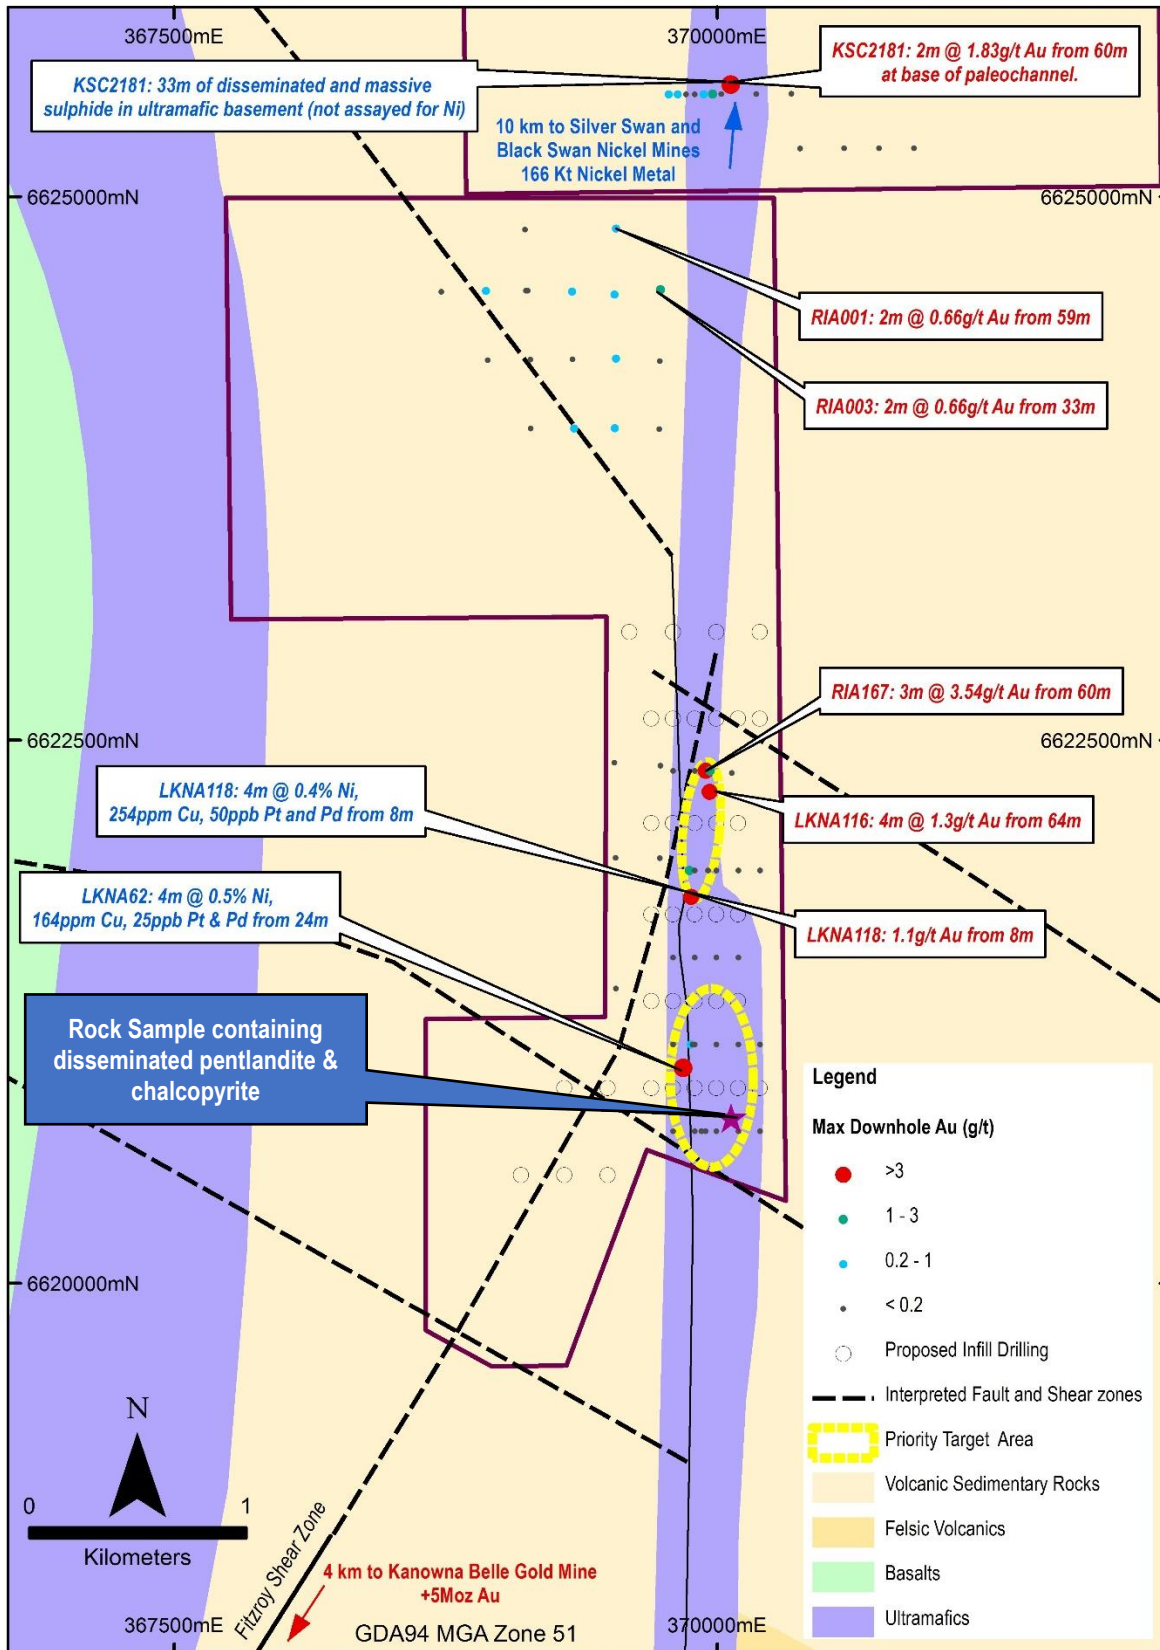 367500mE
370000mE
KSC2181: 2m @ 1.83g/t Au from 60m
at base of paleochannel.
KSC2181: 33m of disseminated and massive
sulphide in ultramafic basement (not assayed for Ni)
10 km to Silver Swan and
Black Swan Nickel Mines
166 Kt Nickel Metal
6625000mN
6625000mN
RIA001: 2m @ 0.66g/t Au from 59m
RIA003: 2m @ 0.66g/t Au from 33m
RIA167: 3m @ 3.54g/t Au from 60m
6622500mN
6622500mN
LKNA118: 4m @ 0.4% Ni,
254ppm Cu, 50ppb Pt and Pd from 8m
LKNA116: 4m @ 1.3g/t Au from 64m
LKNA62: 4m @ 0.5% Ni,
164ppm Cu, 25ppb Pt & Pd from 24m
LKNA118: 1.1g/t Au from 8m
Rock Sample containing
disseminated pentlandite &
chalcopyrite
Legend
Max Downhole Au (g/t)
>3
1 - 3
0.2 - 1
< 0.2
Proposed Infill Drilling
Interpreted Fault and Shear zones
Priority Target Area
Volcanic Sedimentary Rocks
Felsic Volcanics
Basalts
Ultramafics
6620000mN
N
0 1
Kilometers
Fitzroy Shear Zone
4 km to Kanowna Belle Gold Mine
+5Moz Au
367500mE
GDA94 MGA Zone 51
370000mE